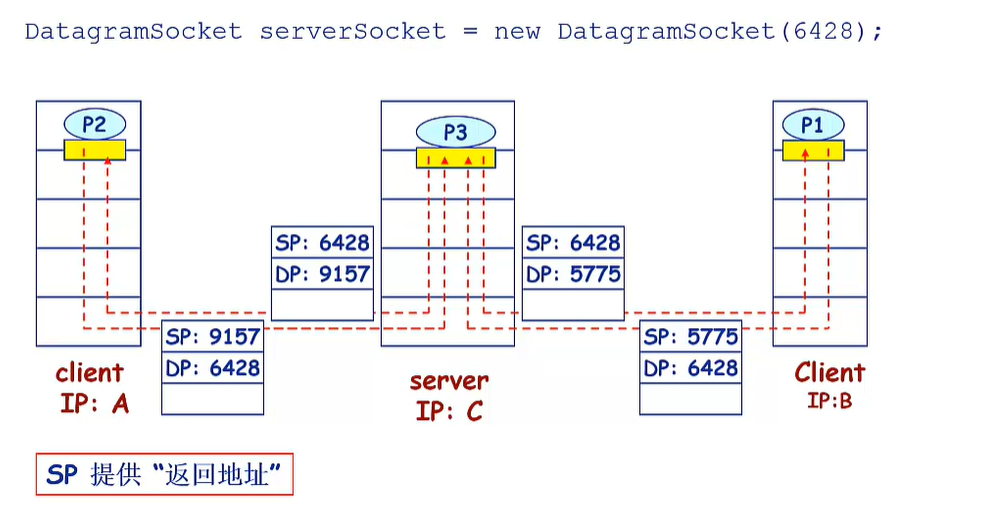 DatagramSocket serverSocket = new DatagramSocket(6428);
P2
P3
P1
SP: 6428
DP: 9157
SP: 6428
DP: 5775
SP: 9157
DP: 6428
SP: 5775
DP: 6428
client
IP: A
server
IP: C
Client
IP:B
SP 提供 “返回地址”